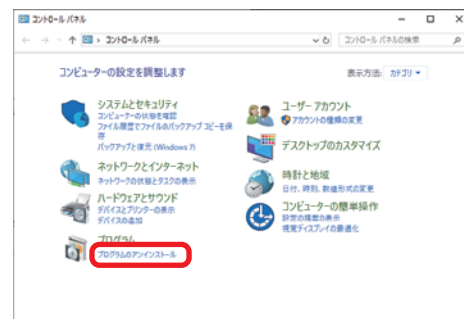 コントロール パネル
コントロール パネル
コントロール パネルの検索
コンピューターの設定を調整します
表示方法: カテゴリ
システムとセキュリティ
コンピューターの状態を確認
ファイル履歴でファイルのバックアップ コピーを保存
バックアップと復元 (Windows 7)
ネットワークとインターネット
ネットワークの状態とタスクの表示
ハードウェアとサウンド
デバイスとプリンターの表示
デバイスの追加
プログラム
プログラムのアンインストール
ユーザー アカウント
アカウントの種類の変更
デスクトップのカスタマイズ
時計と地域
日付、時刻、数値形式の変更
コンピューターの簡単操作
設定の提案の表示
視覚ディスプレイの最適化